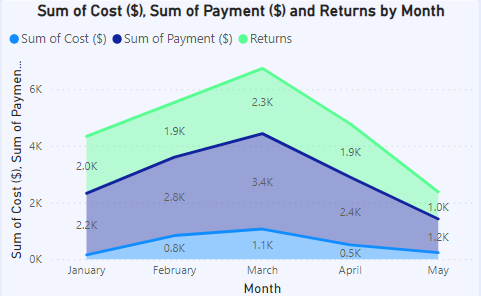 Sum of Cost ($), Sum of Payment ($) and Returns by Month
Sum of Cost ($) Sum of Payment ($) Returns
Sum of Cost ($), Sum of Paymen...
6K
4K
2K
0K
2.0K
1.9K
2.3K
1.9K
1.0K
2.2K
2.8K
3.4K
2.4K
1.2K
0.8K
1.1K
0.5K
January February March April May
Month